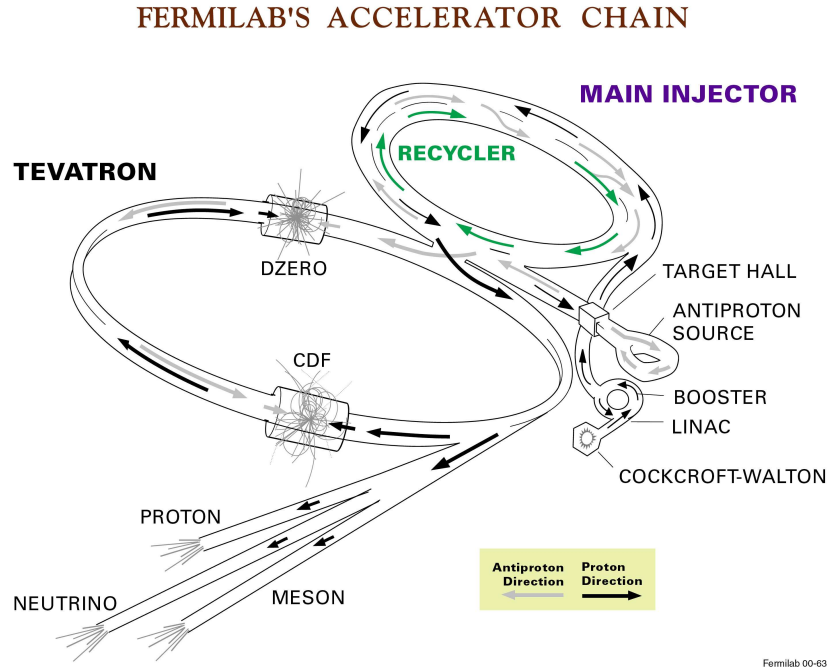 FERMILAB'S ACCELERATOR CHAIN
MAIN INJECTOR
RECYCLER
TEVATRON
DZERO
TARGET HALL
ANTIPROTON
SOURCE
CDF
BOOSTER
LINAC
COCKCROFT-WALTON
PROTON
NEUTRINO
MESON
Antiproton
Direction
Proton
Direction
Fermilab 00-63